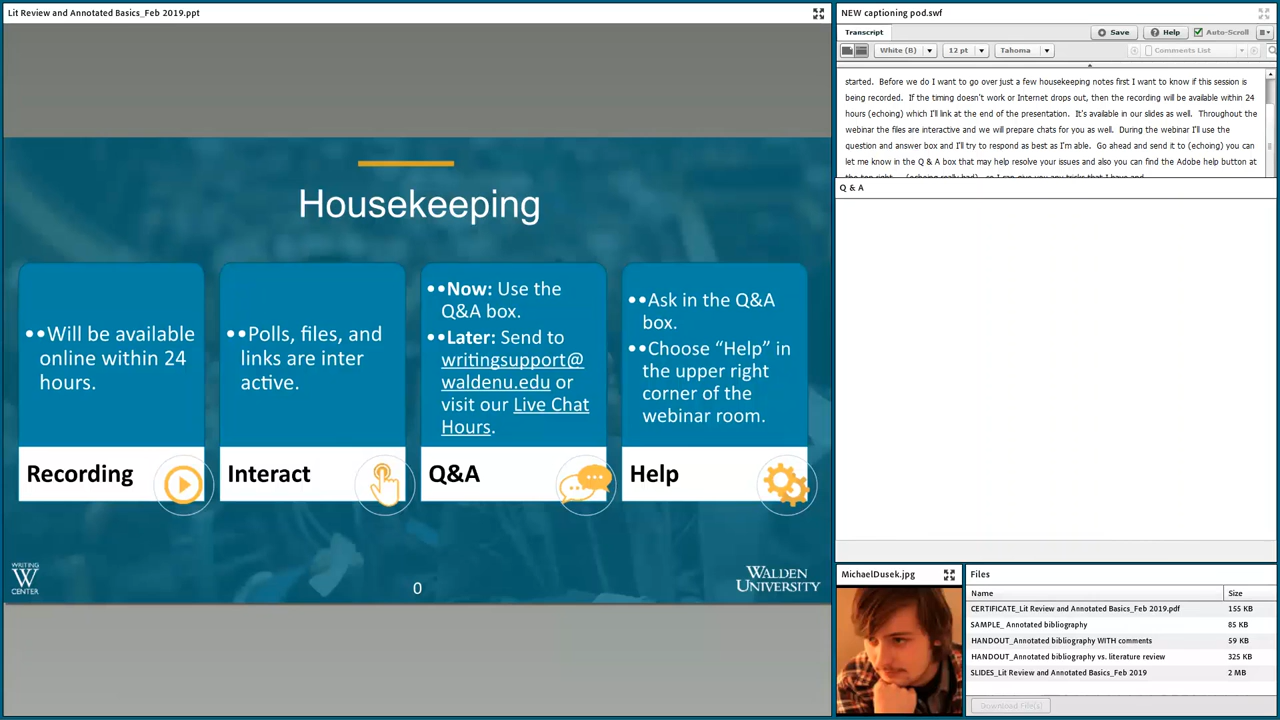 Lit Review and Annotated Basics_Feb 2019.ppt
Housekeeping
••Will be available
online within 24
hours.
Recording
••Polls, files, and
links are inter
active.
Interact
••Now: Use the
Q&A box.
••Later: Send to
writingsupport@
waldenu.edu or
visit our Live Chat
Hours.
Q&A
••Ask in the Q&A
box.
••Choose “Help” in
the upper right
corner of the
webinar room.
Help
WRITING
W
CENTER
0
WALDEN
UNIVERSITY
NEW captioning pod.swf
Transcript
Save
Help
Auto-Scroll
White (B)
12 pt
Tahoma
Comments List
started. Before we do I want to go over just a few housekeeping notes first I want to know if this session is
being recorded. If the timing doesn't work or Internet drops out, then the recording will be available within 24
hours (echoing) which I'll link at the end of the presentation. It's available in our slides as well. Throughout the
webinar the files are interactive and we will prepare chats for you as well. During the webinar I'll use the
question and answer box and I'll try to respond as best as I'm able. Go ahead and send it to (echoing) you can
let me know in the Q & A box that may help resolve your issues and also you can find the Adobe help button at
Q & A
MichaelDusek.jpg
Files
Name Size
CERTIFICATE_Lit Review and Annotated Basics_Feb 2019.pdf 155 KB
SAMPLE_ Annotated bibliography 85 KB
HANDOUT_Annotated bibliography WITH comments 59 KB
HANDOUT_Annotated bibliography vs. literature review 325 KB
SLIDES_Lit Review and Annotated Basics_Feb 2019 2 MB
Download File(s)